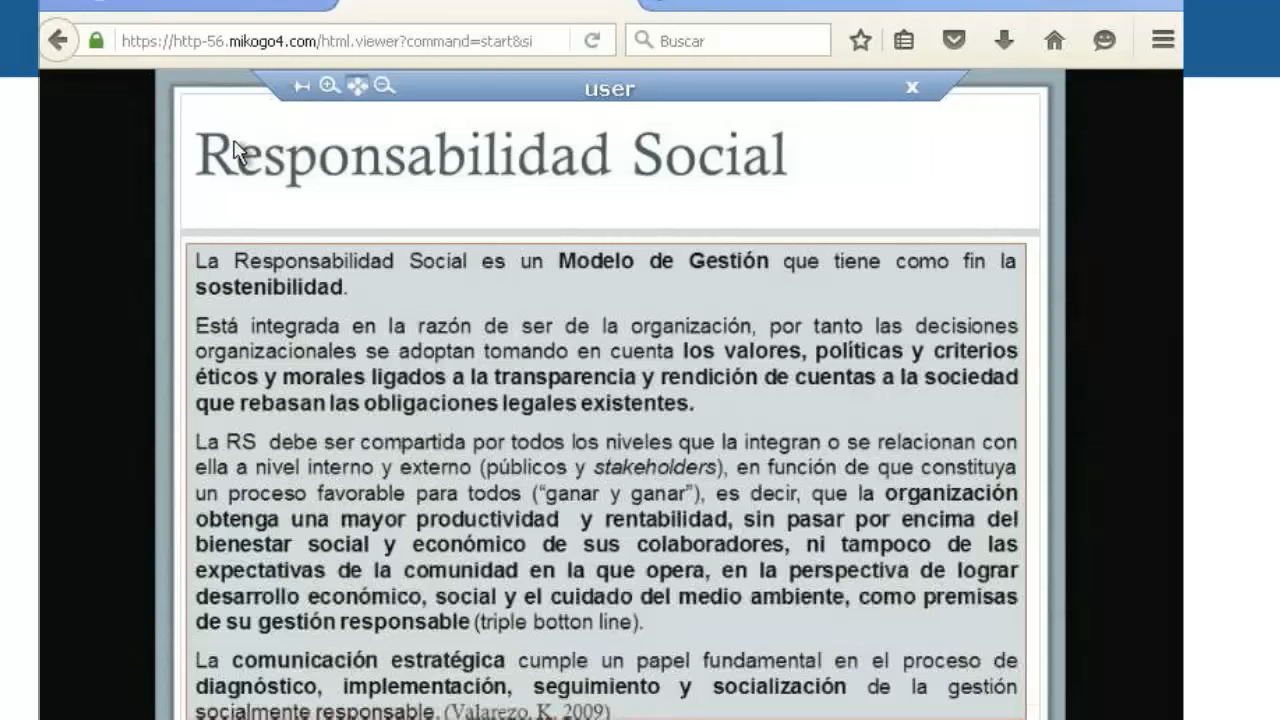 https://http-56.mikogo4.com/html.viewer?command=start&si
Buscar
user
x
Responsabilidad Social
La Responsabilidad Social es un Modelo de Gestión que tiene como fin la
sostenibilidad.
Está integrada en la razón de ser de la organización, por tanto las decisiones
organizacionales se adoptan tomando en cuenta los valores, políticas y criterios
éticos y morales ligados a la transparencia y rendición de cuentas a la sociedad
que rebasan las obligaciones legales existentes.
La RS debe ser compartida por todos los niveles que la integran o se relacionan con
ella a nivel interno y externo (públicos y stakeholders), en función de que constituya
un proceso favorable para todos (“ganar y ganar”), es decir, que la organización
obtenga una mayor productividad y rentabilidad, sin pasar por encima del
bienestar social y económico de sus colaboradores, ni tampoco de las
expectativas de la comunidad en la que opera, en la perspectiva de lograr
desarrollo económico, social y el cuidado del medio ambiente, como premisas
de su gestión responsable (triple botton line).
La comunicación estratégica cumple un papel fundamental en el proceso de
diagnóstico, implementación, seguimiento y socialización de la gestión
socialmente responsable. (Valarezo, K. 2009)